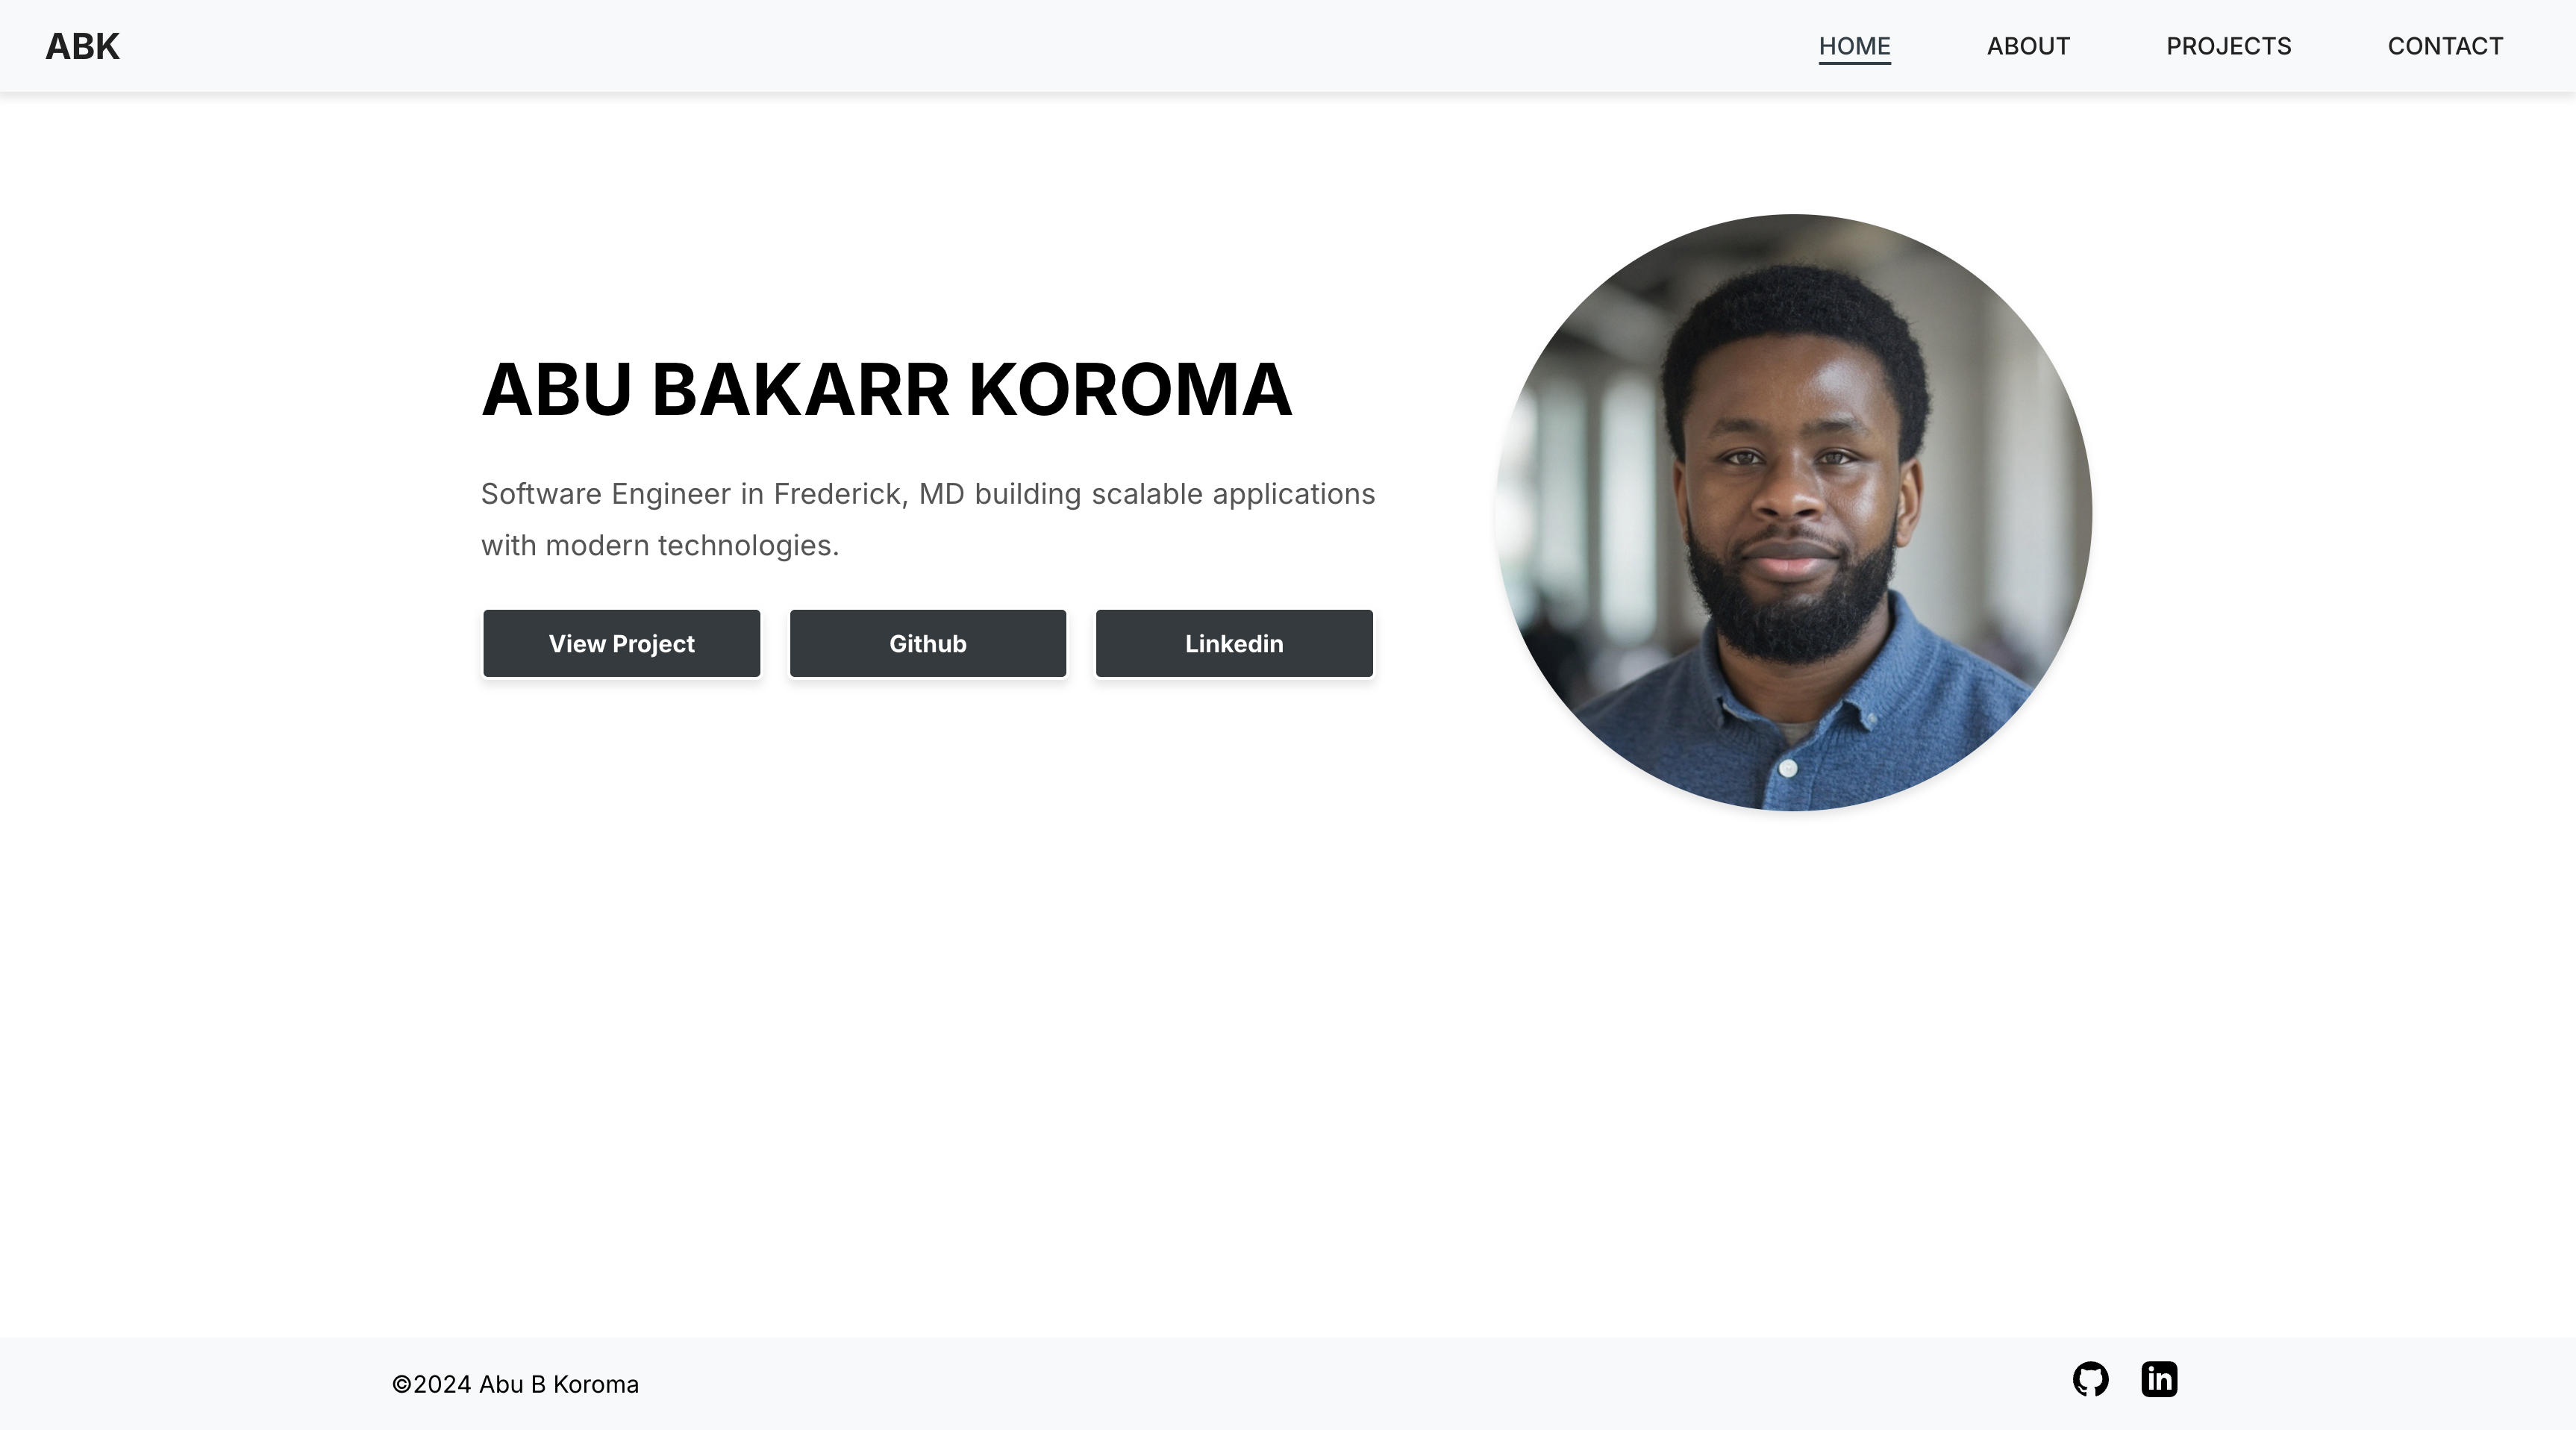 ABK
HOME
ABOUT
PROJECTS
CONTACT
ABU BAKARR KOROMA
Software Engineer in Frederick, MD building scalable applications
with modern technologies.
View Project
Github
Linkedin
©2024 Abu B Koroma
in